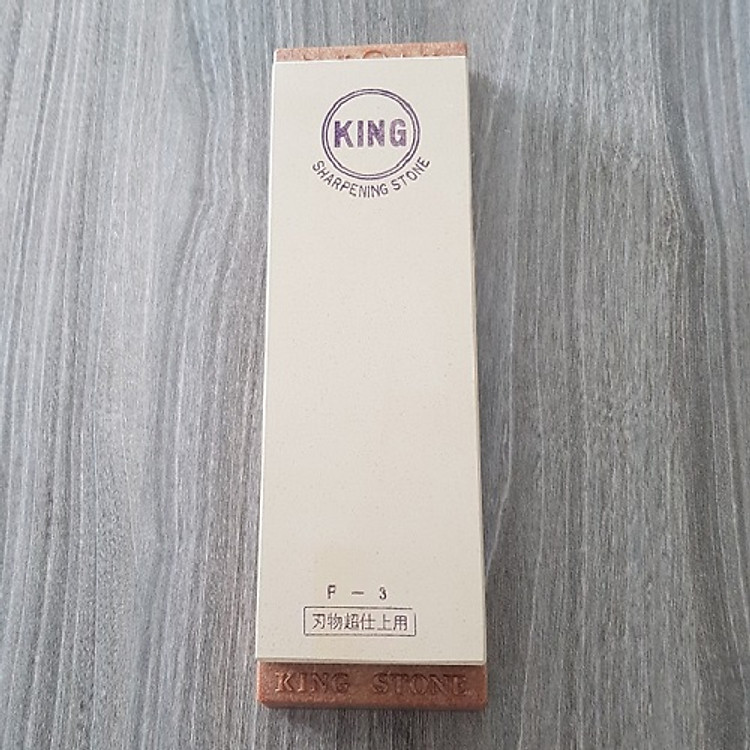 KING
SHARPENING STONE
F - 3
刃物超仕上用
KING STONE